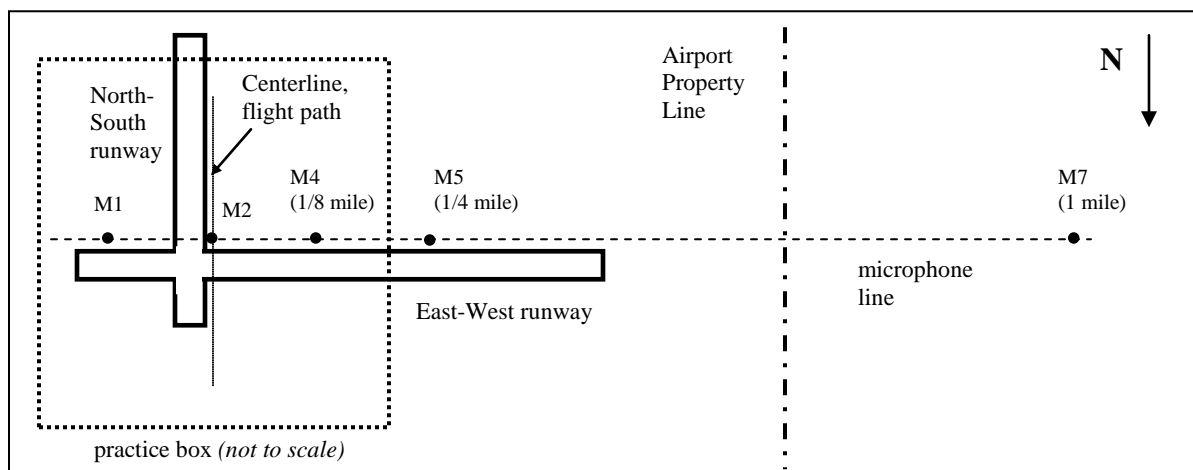 Airport
Property
Line
N
North-
South
runway
Centerline,
flight path
M1
M2
M4
(1/8 mile)
M5
(1/4 mile)
M7
(1 mile)
microphone
line
East-West runway
practice box (not to scale)